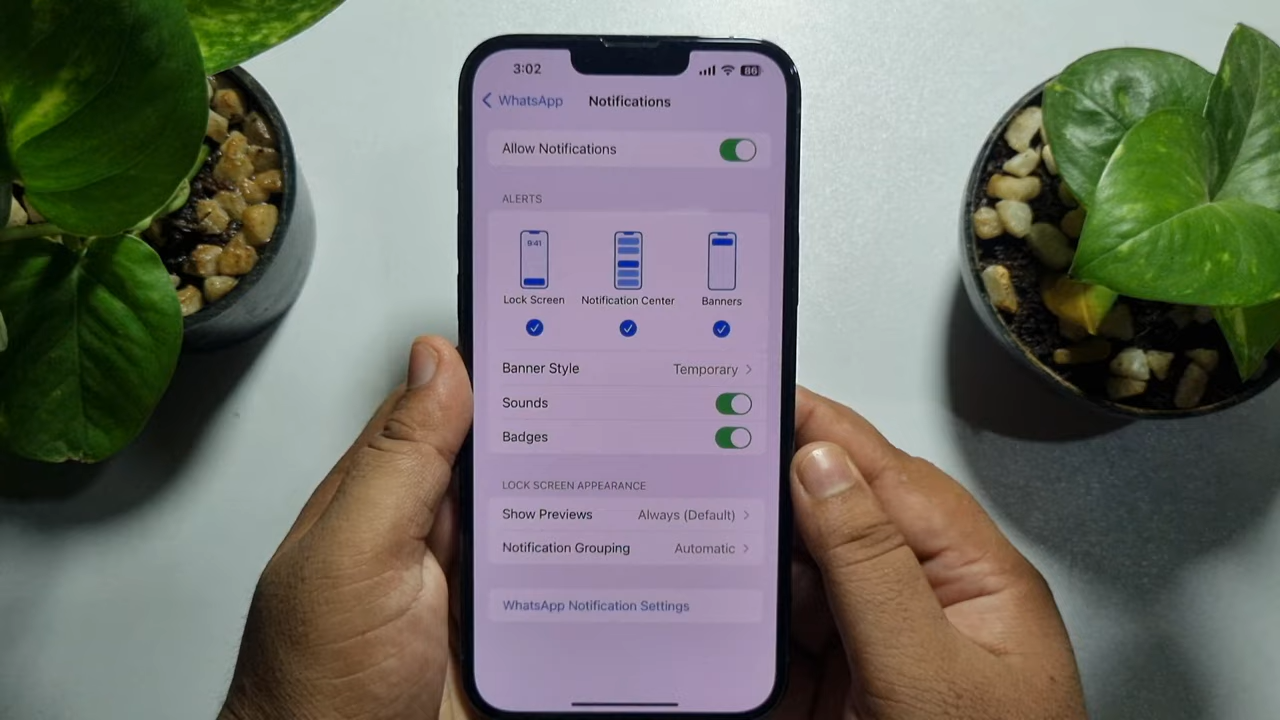 3:02 86
WhatsApp Notifications
Allow Notifications
ALERTS
9:41
Lock Screen Notification Center Banners
Banner Style Temporary
Sounds
Badges
LOCK SCREEN APPEARANCE
Show Previews Always (Default)
Notification Grouping Automatic
WhatsApp Notification Settings